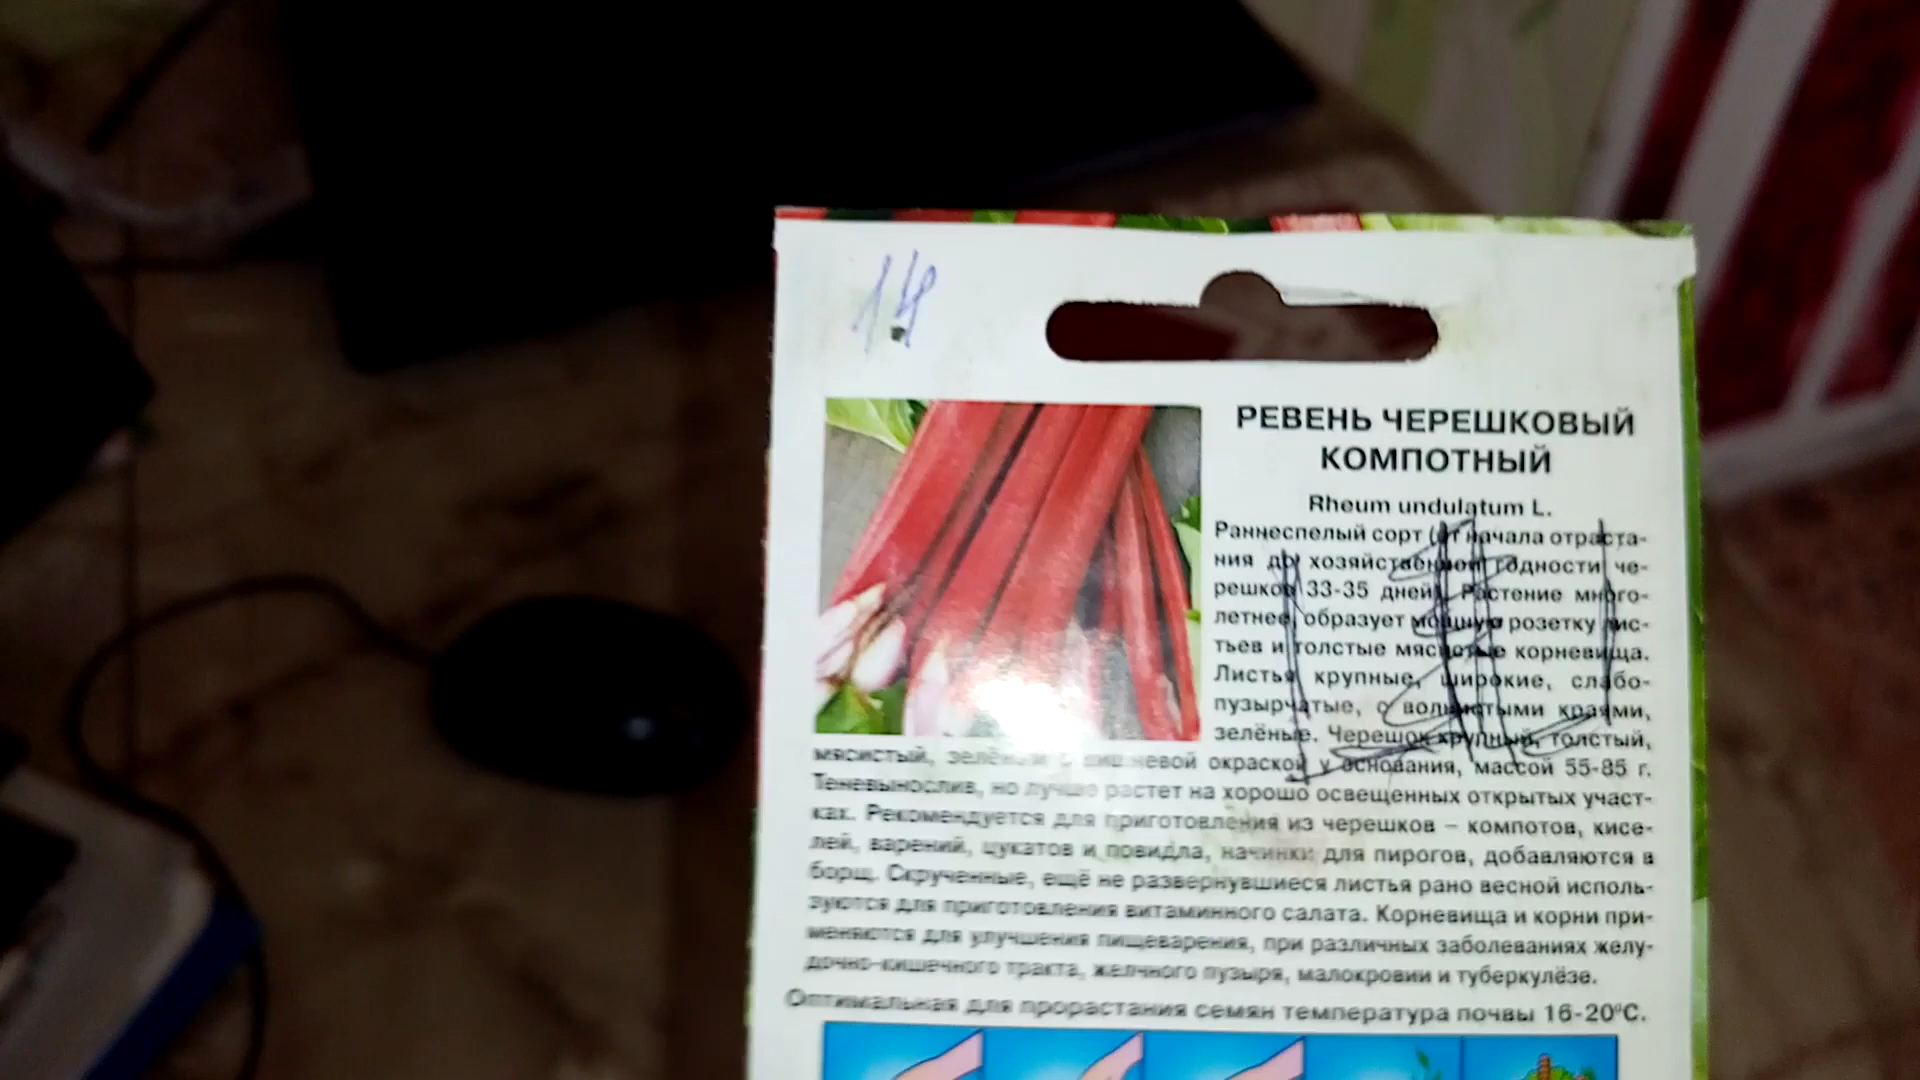 14
РЕВЕНЬ ЧЕРЕШКОВЫЙ
КОМПОТНЫЙ
Rheum undulatum L.
Раннеспелый сорт (от начала отраста-
ния до хозяйственной годности че-
решков 33-35 дней). Растение много-
летнее, образует мощную розетку лис-
тьев и толстые мясистые корневища.
Листья крупные, широкие, слабо-
пузырчатые, с волнистыми краями,
зелёные. Черешок крупный, толстый,
мясистый, зелёный с вишневой окраской у основания, массой 55-85 г.
Теневынослив, но лучше растет на хорошо освещенных открытых участ-
ках. Рекомендуется для приготовления из черешков – компотов, кисе-
лей, варений, цукатов и повидла, начинки для пирогов, добавляются в
борщ. Скрученные, ещё не развернувшиеся листья рано весной исполь-
зуются для приготовления витаминного салата. Корневища и корни при-
меняются для улучшения пищеварения, при различных заболеваниях желу-
дочно-кишечного тракта, желчного пузыря, малокровии и туберкулёзе.
Оптимальная для прорастания семян температура почвы 16-20°С.